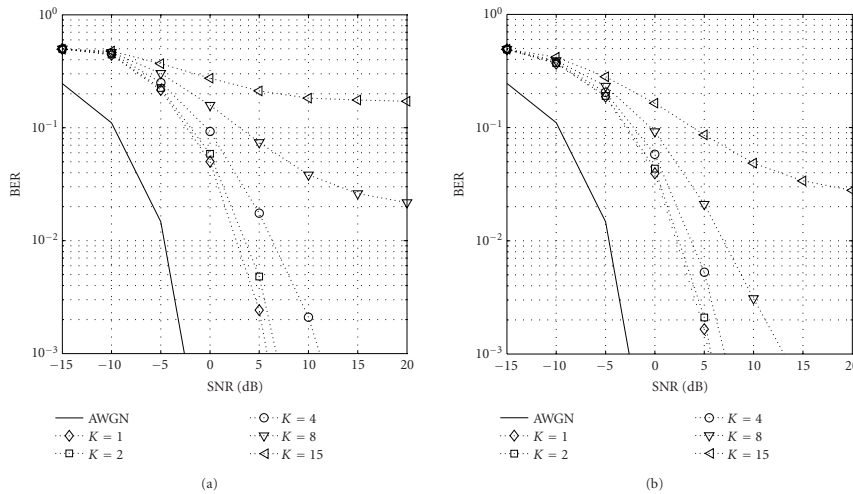 10^0
10^−1
10^−2
10^−3
BER
−15 −10 −5 0 5 10 15 20
SNR (dB)
AWGN
K = 1
K = 2
K = 4
K = 8
K = 15
(a)
10^0
10^−1
10^−2
10^−3
BER
−15 −10 −5 0 5 10 15 20
SNR (dB)
AWGN
K = 1
K = 2
K = 4
K = 8
K = 15
(b)